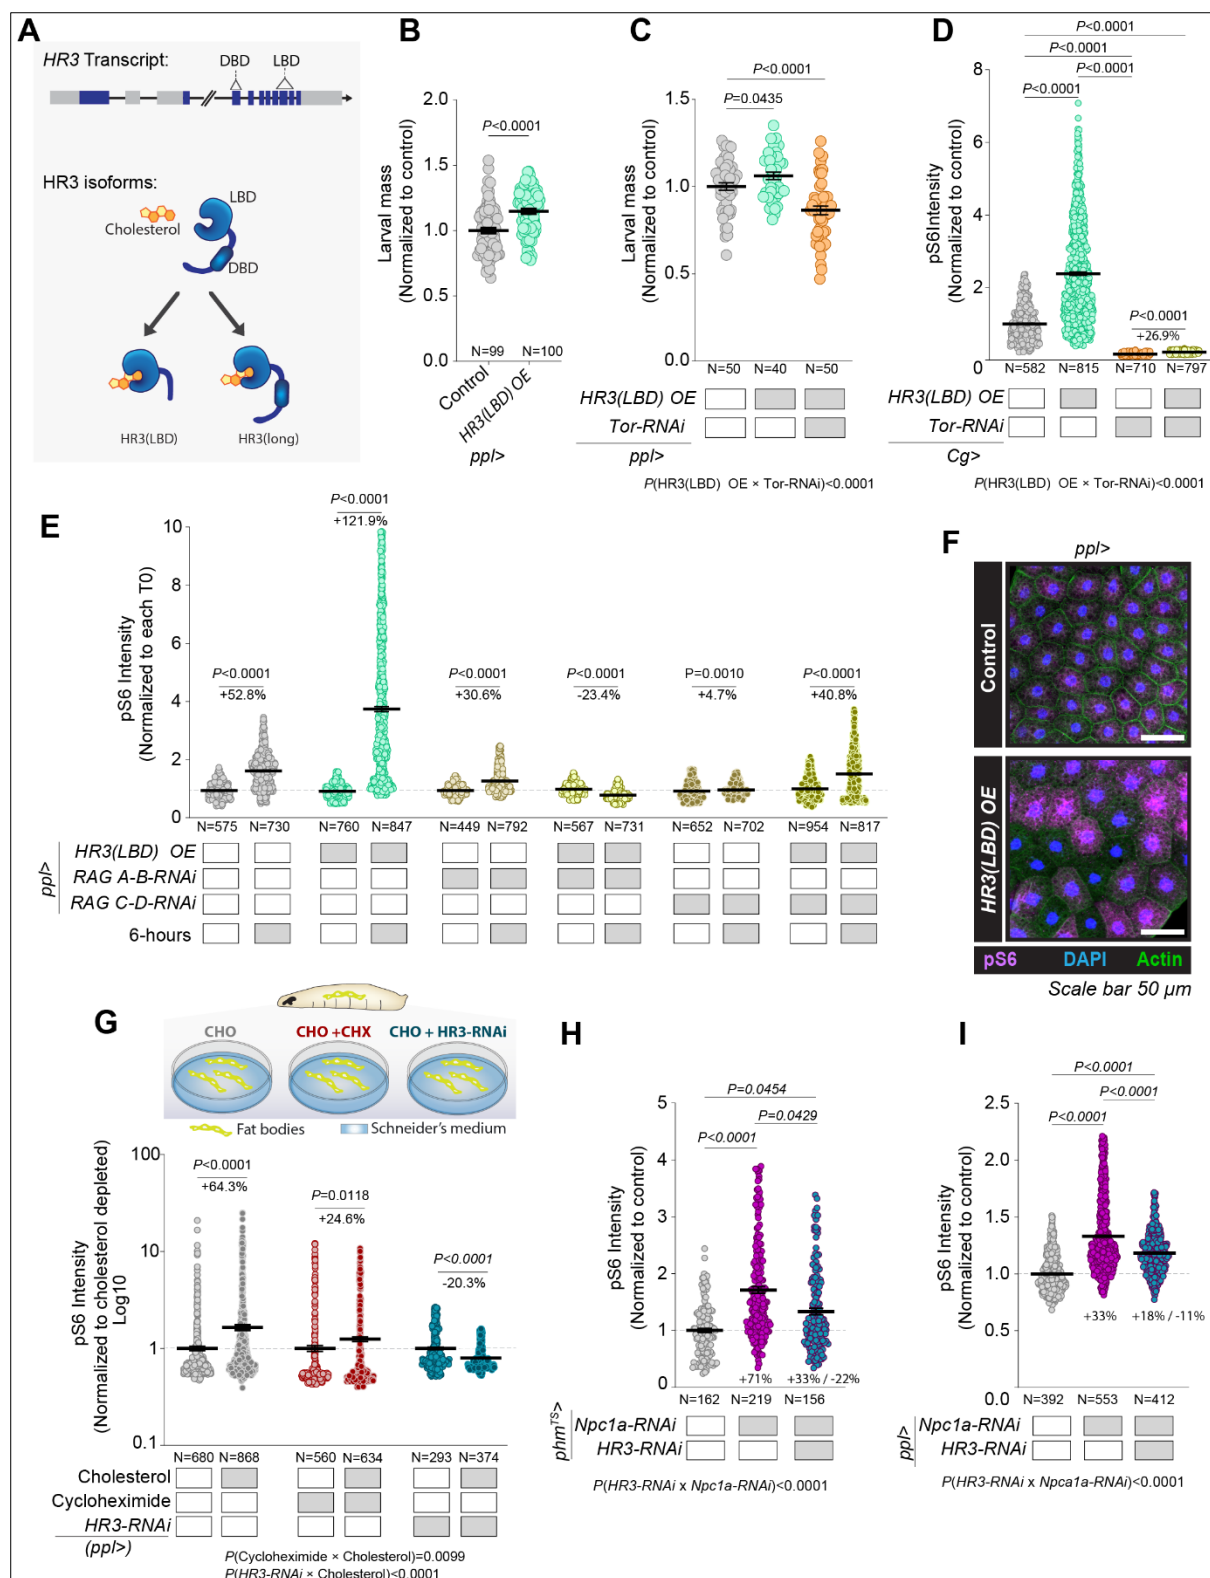 A
HR3 Transcript:
DBD
LBD
HR3 isoforms:
LBD
Cholesterol
DBD
HR3(LBD)
HR3(long)
B
Larval mass
(Normalized to control)
2.0
1.5
1.0
0.5
0.0
P<0.0001
N=99
N=100
Control
HR3(LBD) OE
ppl>
C
Larval mass
(Normalized to control)
1.5
1.0
0.5
0.0
P<0.0001
P=0.0435
N=50
N=40
N=50
HR3(LBD) OE
Tor-RNAi
ppl>
P(HR3(LBD) OE × Tor-RNAi)<0.0001
D
pS6Intensity
(Normalized to control)
8
6
4
2
0
P<0.0001
P<0.0001
P<0.0001
P<0.0001
P<0.0001
+26.9%
N=582
N=815
N=710
N=797
HR3(LBD) OE
Tor-RNAi
Cg>
P(HR3(LBD) OE × Tor-RNAi)<0.0001
E
pS6 Intensity
(Normalized to each T0)
10
8
6
4
2
0
P<0.0001
+52.8%
P<0.0001
+121.9%
P<0.0001
+30.6%
P<0.0001
-23.4%
P=0.0010
+4.7%
P<0.0001
+40.8%
N=575
N=730
N=760
N=847
N=449
N=792
N=567
N=731
N=652
N=702
N=954
N=817
ppl>
HR3(LBD) OE
RAG A-B-RNAi
RAG C-D-RNAi
6-hours
F
ppl>
Control
HR3(LBD) OE
pS6 DAPI Actin
Scale bar 50 µm
G
CHO
CHO +CHX
CHO + HR3-RNAi
Fat bodies
Schneider's medium
pS6 Intensity
(Normalized to cholesterol depleted)
Log10
100
10
1
0.1
P<0.0001
+64.3%
P=0.0118
+24.6%
P<0.0001
-20.3%
N=680
N=868
N=560
N=634
N=293
N=374
Cholesterol
Cycloheximide
HR3-RNAi
(ppl>)
P(Cycloheximide × Cholesterol)=0.0099
P(HR3-RNAi × Cholesterol)<0.0001
H
pS6 Intensity
(Normalized to control)
5
4
3
2
1
0
P=0.0454
P=0.0429
P<0.0001
+71%
+33% / -22%
N=162
N=219
N=156
phmTS>
Npc1a-RNAi
HR3-RNAi
P(HR3-RNAi x Npc1a-RNAi)<0.0001
I
pS6 Intensity
(Normalized to control)
2.5
2.0
1.5
1.0
0.5
0.0
P<0.0001
P<0.0001
P<0.0001
+33%
+18% / -11%
N=392
N=553
N=412
ppl>
Npc1a-RNAi
HR3-RNAi
P(HR3-RNAi x Npca1a-RNAi)<0.0001